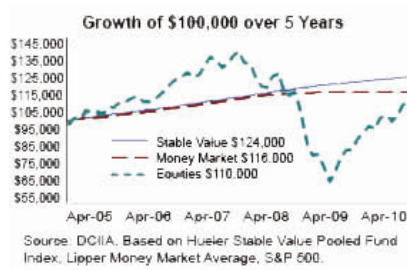 Growth of $100,000 over 5 Years
$145,000
$135,000
$125,000
$115,000
$105,000
$95,000
$85,000
$75,000
$65,000
$55,000
Stable Value $124,000
Money Market $116.000
Equities $110.000
Apr-05 Apr-06 Apr-07 Apr-08 Apr-09 Apr-10
Source: DCIIA. Based on Hueler Stable Value Pooled Fund
Index, Lipper Money Market Average, S&P 500.